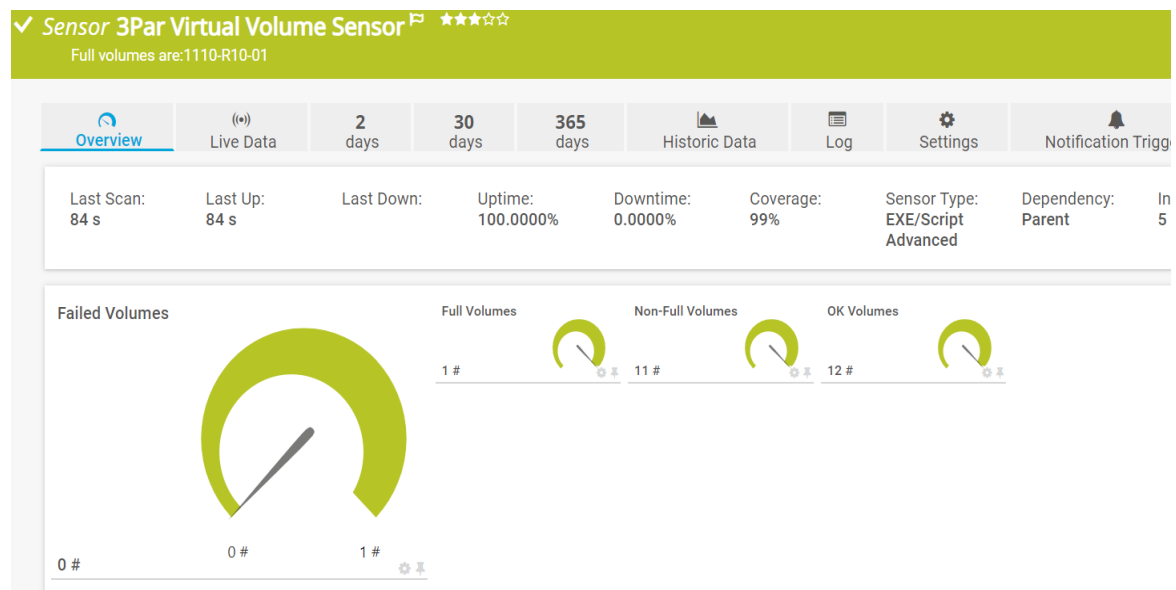 Sensor 3Par Virtual Volume Sensor
Full volumes are:1110-R10-01
Overview
Live Data
2 days
30 days
365 days
Historic Data
Log
Settings
Notification Trigg
Last Scan: Last Up: Last Down: Uptime: Downtime: Coverage: Sensor Type: Dependency: In
84 s 84 s 100.0000% 0.0000% 99% EXE/Script Parent 5
Advanced
Failed Volumes
0 #
1 #
0 #
Full Volumes
1 #
Non-Full Volumes
11 #
OK Volumes
12 #